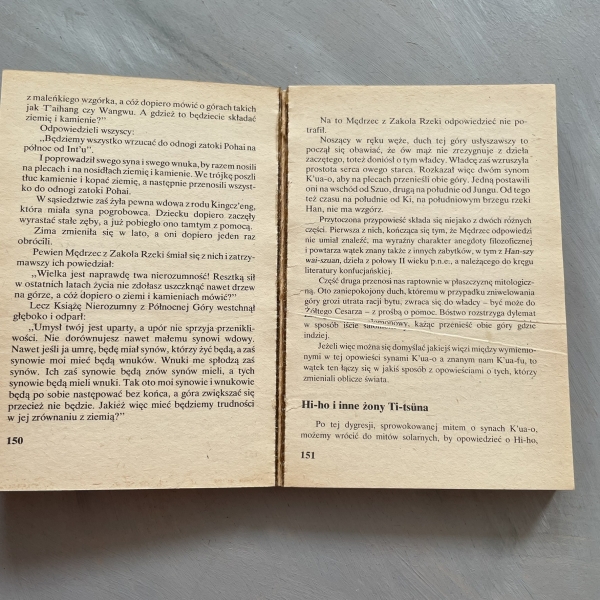 z maleńkiego wzgórka, a cóż dopiero mówić o górach takich
jak T'aihang czy Wangwu. A gdzież to będziecie składać
ziemię i kamienie?"
Odpowiedzieli wszyscy:
„Będziemy wszystko wrzucać do odnogi zatoki Pohai na
północ od Int'u".
I poprowadził swego syna i swego wnuka, by razem nosili
na plecach i na nosidłach ziemię i kamienie. We trójkę poszli
tłuc kamienie i kopać ziemię, a następnie przenosili wszyst-
ko do odnogi zatoki Pohai.
W sąsiedztwie zaś żyła pewna wdowa z rodu Kingcz'eng,
która miała syna pogrobowca. Dziecku dopiero zaczęły
wyrastać stałe zęby, a już pobiegło ono tamtym z pomocą.
Zima zmieniła się w lato, a oni dopiero jeden raz
obrócili.
Pewien Mędrzec z Zakola Rzeki śmiał się z nich i zatrzy-
mawszy ich powiedział:
„Wielka jest naprawdę twa nierozumność! Resztką sił
w ostatnich latach życia nie zdołasz uszczknąć nawet drzew
na górze, a cóż dopiero z ziemi i kamieniach mówić?"
Lecz Książę Nierozumny z Północnej Góry westchnął
głęboko i odparł:
„Umysł twój jest uparty, a upór nie sprzyja przenikli-
wości. Nie dorównujesz nawet małemu synowi wdowy.
Nawet jeśli ja umrę, będę miał synów, którzy żyć będą, a zaś
synowie moi mieć będą wnuków. Wnuki me spłodzą zaś
synów. Ich zaś synowie będą znów synów mieli, a tych
synowie będą mieli wnuki. Tak oto moi synowie i wnukowie
będą po sobie następować bez końca, a góra zwiększać się
przecież nie będzie. Jakież więc mieć będziemy trudności
w jej zrównaniu z ziemią?"
150
Na to Mędrzec z Zakola Rzeki odpowiedzieć nie po-
trafił.
Noszący w ręku węże, duch tej góry usłyszawszy to
począł się obawiać, że ów mąż nie zrezygnuje z dzieła
zaczętego, toteż doniósł o tym władcy. Władcę zaś wzruszyła
prostota serca owego starca. Rozkazał więc dwóm synom
K'ua-o, aby na plecach przenieśli obie góry. Jedną postawili
oni na wschód od Szuo, drugą na południe od Jungu. Od tego
też czasu na południe od Ki, na południowym brzegu rzeki
Han, nie ma wzgórz.
Przytoczona przypowieść składa się niejako z dwóch różnych
części. Pierwsza z nich, kończąca się tym, że Mędrzec odpowiedzi
nie umiał znaleźć, ma wyraźny charakter anegdoty filozoficznej
i powtarza wątek znany także z innych zabytków, w tym z Han-szy
wai-szuan, dzieła z połowy II wieku p.n.e., a należącego do kręgu
literatury konfucjańskiej.
Część druga przenosi nas raptownie w płaszczyznę mitologicz-
ną. Oto zaniepokojony duch, któremu w przypadku zniwelowania
góry grozi utrata racji bytu, zwraca się do władcy – być może do
Żółtego Cesarza – z prośbą o pomoc. Bóstwo rozstrzyga dylemat
w sposób iście salomonowy, każąc przenieść obie góry gdzie
indziej.
Jeżeli więc można się domyślać jakiejś więzi między wymienio-
nymi w tej opowieści synami K'ua-o a znanym nam K'ua-fu, to
wątek ten łączy się w jakiś sposób z opowieściami o tych, którzy
zmieniali oblicze świata.
Hi-ho i inne żony Ti-tsüna
Po tej dygresji, sprowokowanej mitem o synach K'ua-o,
możemy wrócić do mitów solarnych, by opowiedzieć o Hi-ho,
151